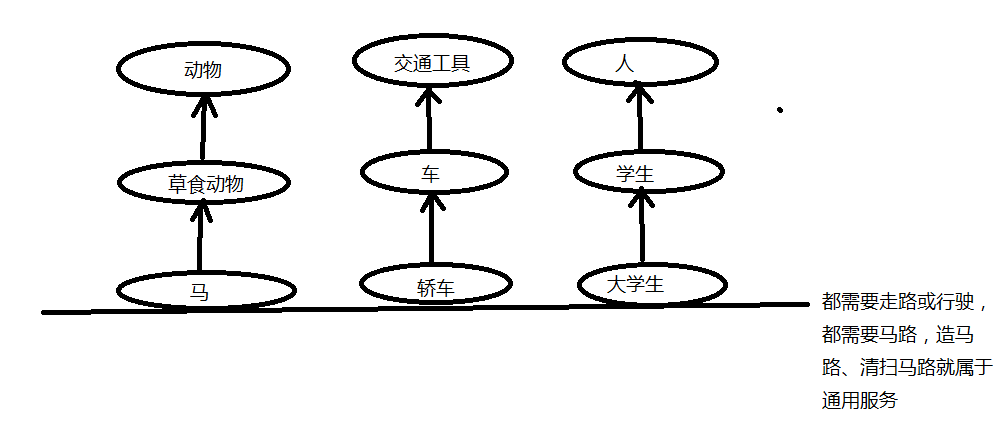 动物
交通工具
人
草食动物
车
学生
马
轿车
大学生
都需要走路或行驶，
都需要马路，造马
路、清扫马路就属于
通用服务